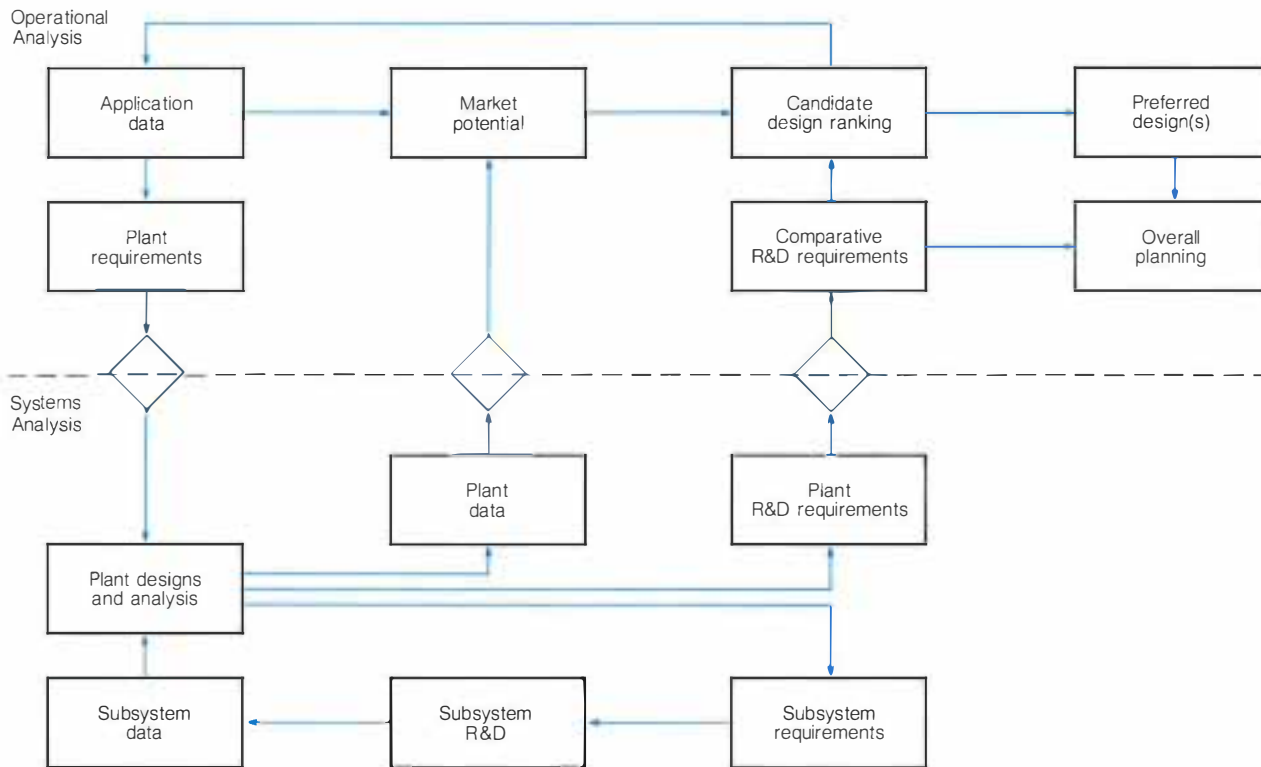 Operational
Analysis
Application
data
Market
potential
Candidate
design ranking
Preferred
design(s)
Plant
requirements
Comparative
R&D requirements
Overall
planning
Systems
Analysis
Plant
data
Plant
R&D requirements
Plant designs
and analysis
Subsystem
data
Subsystem
R&D
Subsystem
requirements